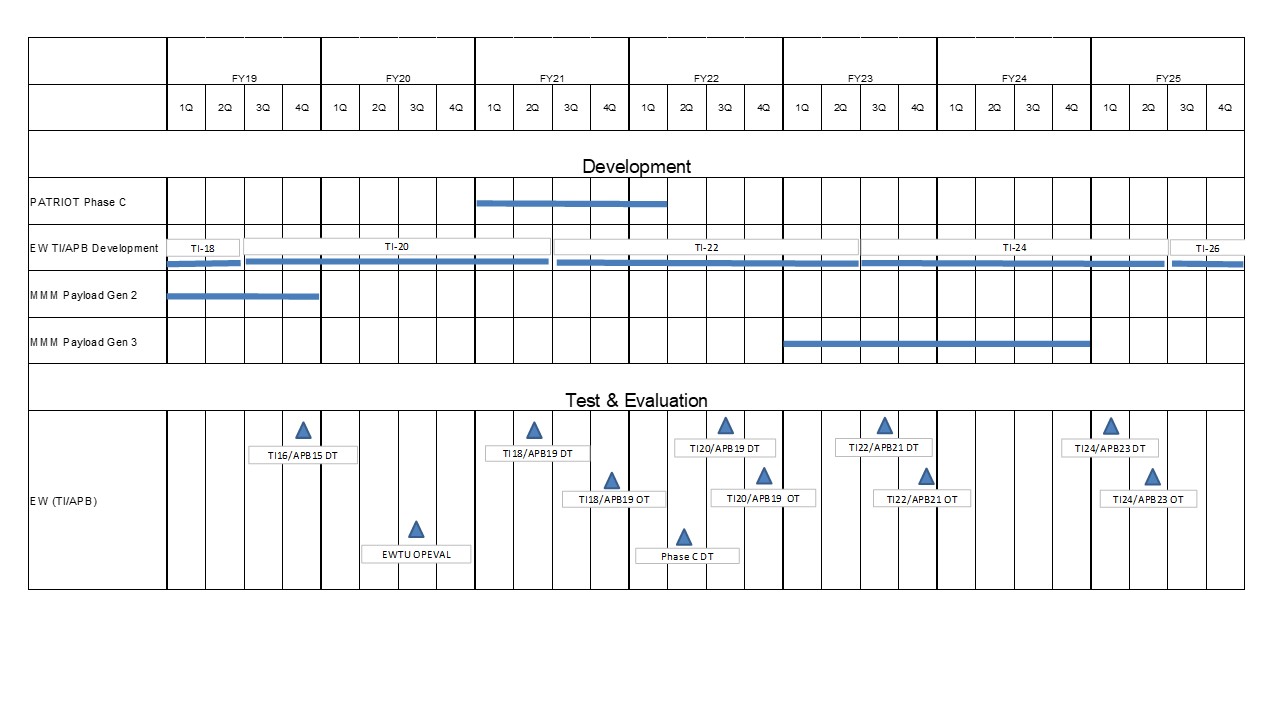 FY19 FY20 FY21 FY22 FY23 FY24 FY25
1Q 2Q 3Q 4Q 1Q 2Q 3Q 4Q 1Q 2Q 3Q 4Q 1Q 2Q 3Q 4Q 1Q 2Q 3Q 4Q 1Q 2Q 3Q 4Q 1Q 2Q 3Q 4Q
Development
PATRIOT Phase C
EW TI/APB Development TI-18 TI-20 TI-22 TI-24 TI-26
MMM Payload Gen 2
MMM Payload Gen 3
Test & Evaluation
TI16/APB15 DT TI18/APB19 DT TI20/APB19 DT TI22/APB21 DT TI24/APB23 DT
EW (TI/APB) TI18/APB19 OT TI20/APB19 OT TI22/APB21 OT TI24/APB23 OT
EWTU OPEVAL Phase C DT